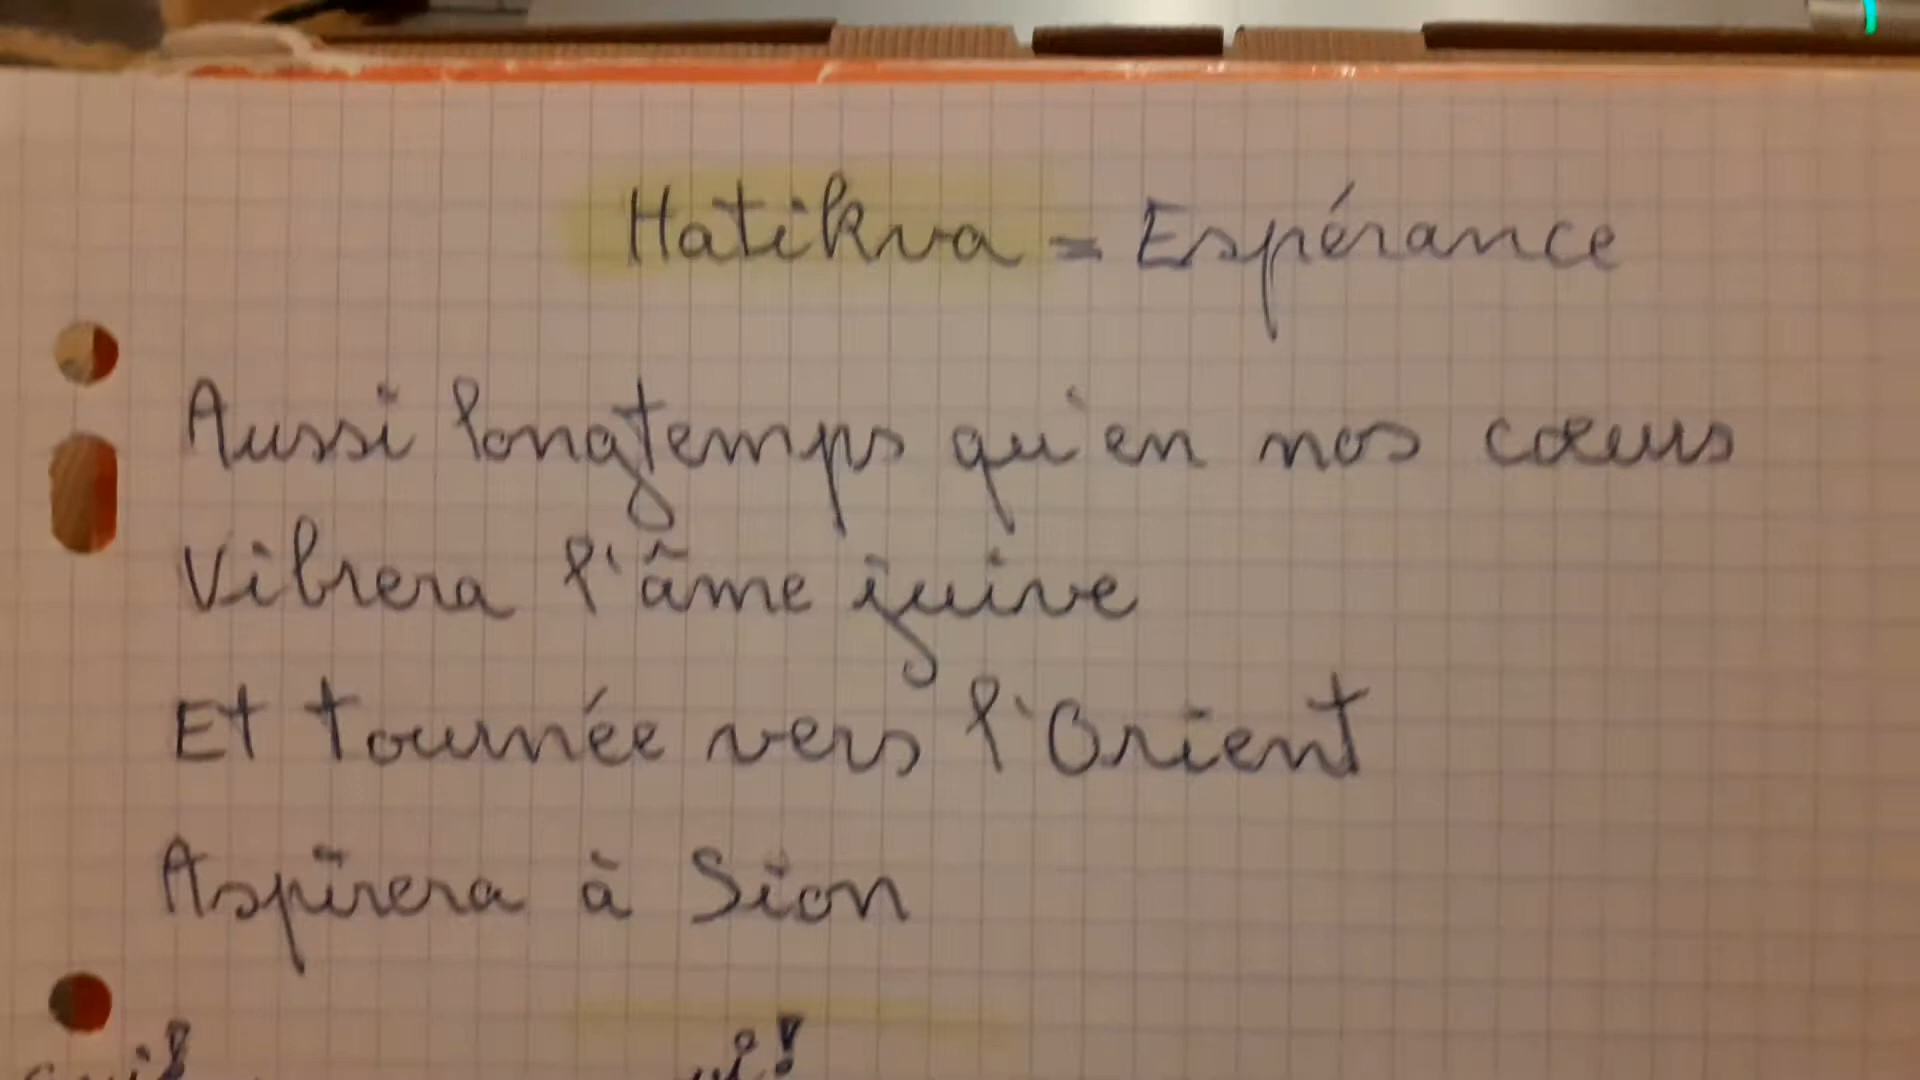 Hatikva = Espérance
Aussi longtemps qu'en nos cœurs
Vibrera l'âme juive
Et tournée vers l'Orient
Aspirera à Sion